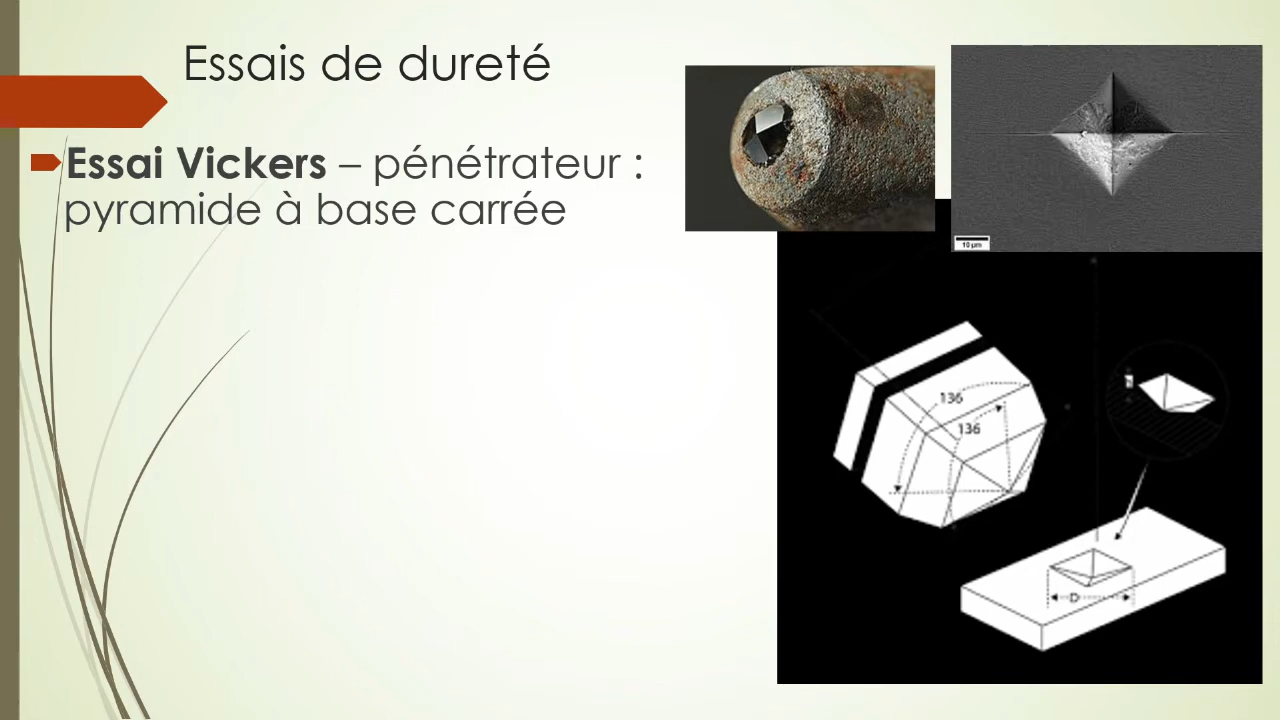 Essais de dureté
Essai Vickers – pénétrateur :
pyramide à base carrée
10 µm
136
136
D